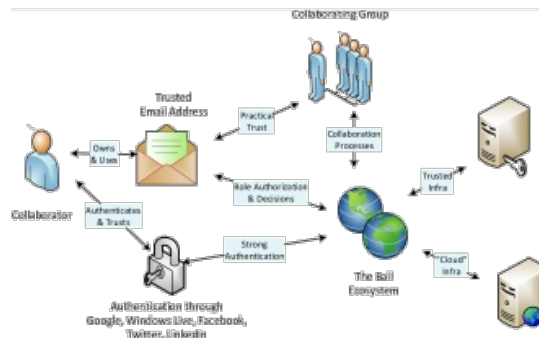 Collaborating Group
Trusted
Email Address
Practical
Trust
Owns
& Uses
Collaboration
Processes
Trusted
Infra
Collaborator
Authenticates
& Trusts
Role Authorization
& Decisions
Strong
Authentication
The Ball
Ecosystem
"Cloud"
Infra
Authentication through
Google, Windows Live, Facebook,
Twitter, LinkedIn